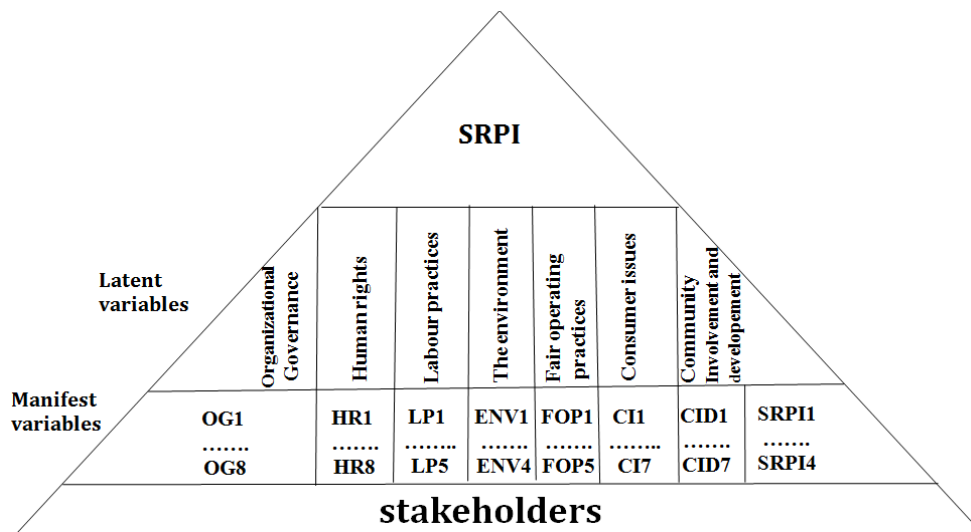 SRPI
Latent
variables
Organizational
Governance
Human rights
Labour practices
The environment
Fair operating
practices
Consumer issues
Community
Involvement and
developement
Manifest
variables
OG1
.......
OG8
HR1
.......
HR8
LP1
........
LP5
ENV1
.......
ENV4
FOP1
.......
FOP5
CI1
........
CI7
CID1
.......
CID7
SRPI1
.......
SRPI4
stakeholders